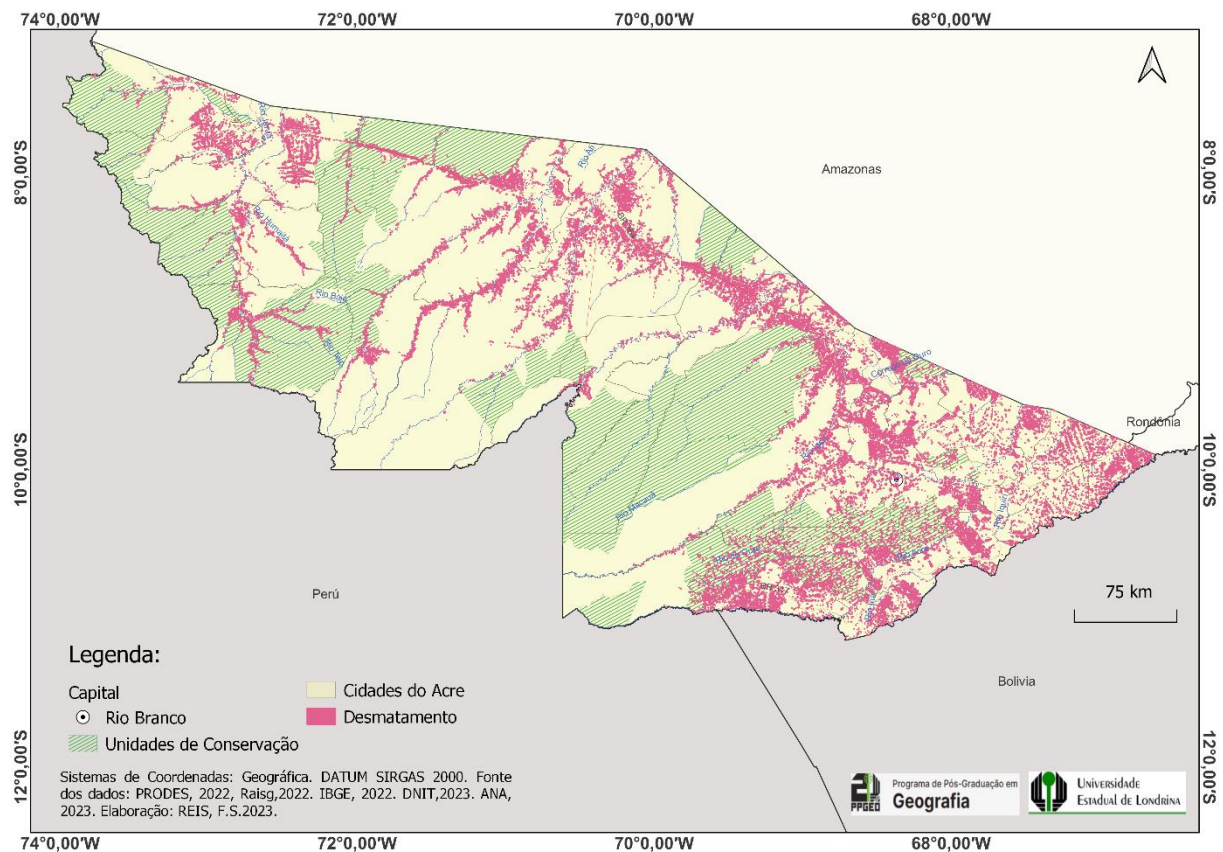 74°0,00'W 72°0,00'W 70°0,00'W 68°0,00'W
8°0,00'S
8°0,00'S
Amazonas
Rio Humaitá
Rio Macauã
10°0,00'S
10°0,00'S
Rondônia
Perú
Bolivia
75 km
Legenda:
Capital
Rio Branco
Unidades de Conservação
Cidades do Acre
Desmatamento
Sistemas de Coordenadas: Geográfica. DATUM SIRGAS 2000. Fonte
dos dados: PRODES, 2022, Raisg,2022. IBGE, 2022. DNIT,2023. ANA,
2023. Elaboração: REIS, F.S.2023.
12°0,00'S
12°0,00'S
PPGEO
Programa de Pós-Graduação em
Geografia
Universidade
Estadual de Londrina
74°0,00'W 72°0,00'W 70°0,00'W 68°0,00'W